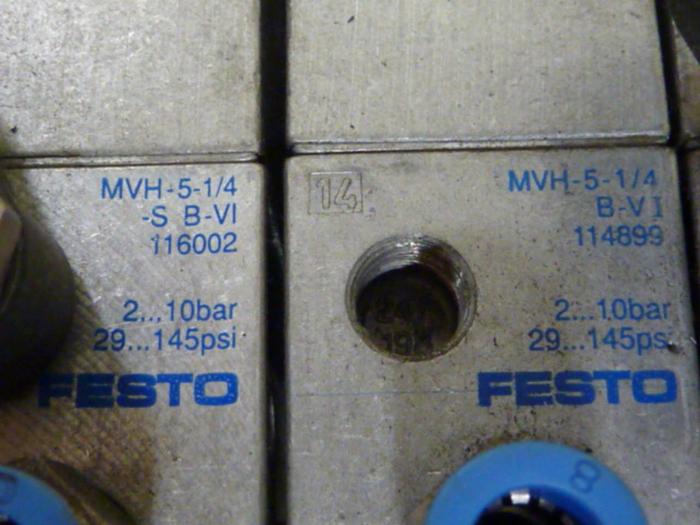 MVH-5-1/4
-S B-VI
116002
2...10bar
29...145psi
FESTO
14
MVH-5-1/4
B-VI
114899
2...10bar
29...145psi
FESTO
8